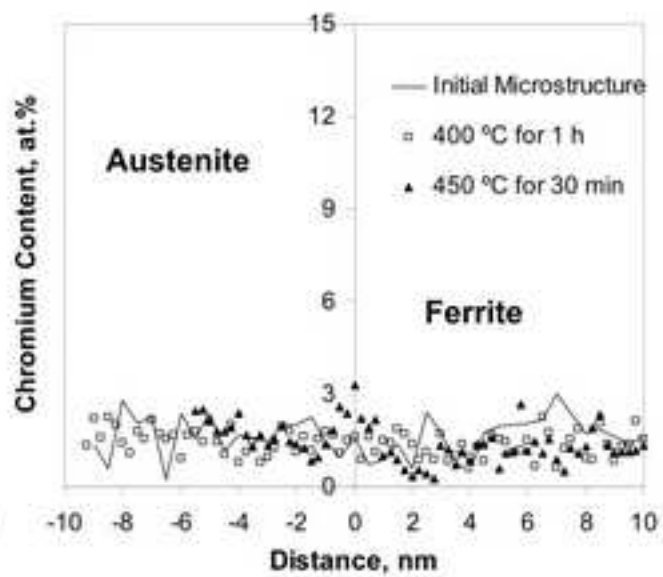 15
Initial Microstructure
400 ºC for 1 h
450 ºC for 30 min
12
Austenite
9
6
Ferrite
3
0
-10 -8 -6 -4 -2 0 2 4 6 8 10
Distance, nm
Chromium Content, at.%